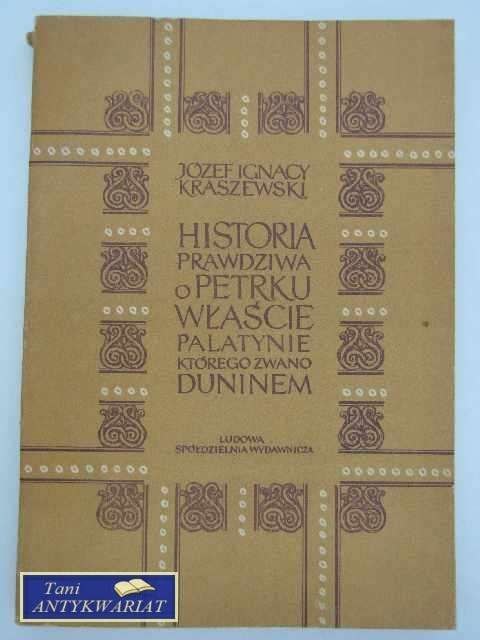 JÓZEF IGNACY
KRASZEWSKI
HISTORIA
PRAWDZIWA
O PETRKU
WŁAŚCIE
PALATYNIE
KTÓREGO ZWANO
DUNINEM
LUDOWA
SPÓŁDZIELNIA WYDAWNICZA
Tani
ANTYKWARIAT